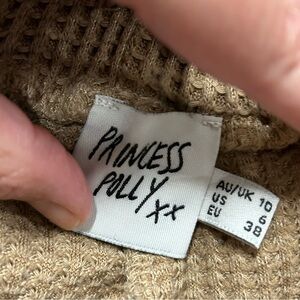 PRINCESS
POLLY xx
AU/UK 10
US 6
EU 38